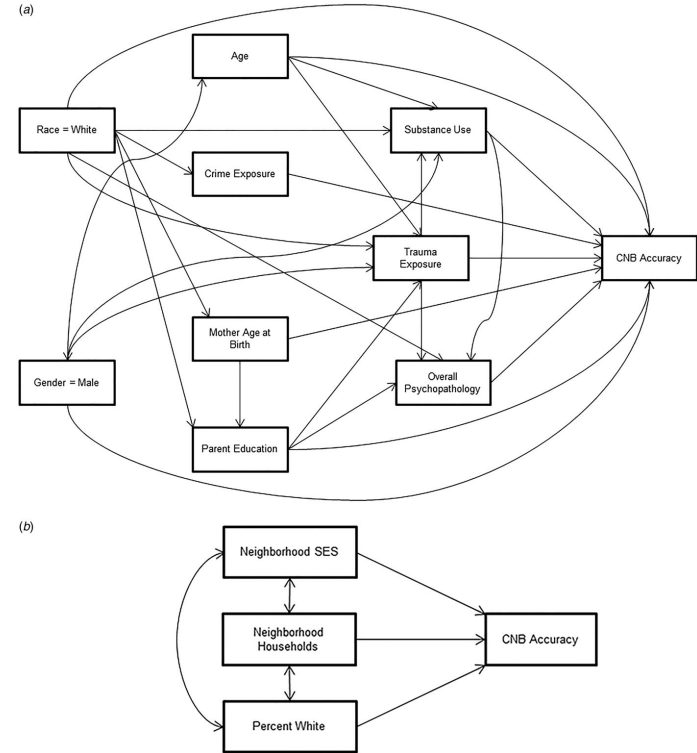 (a)
Age
Race = White
Substance Use
Crime Exposure
Trauma
Exposure
CNB Accuracy
Mother Age at
Birth
Gender = Male
Overall
Psychopathology
Parent Education
(b)
Neighborhood SES
Neighborhood
Households
CNB Accuracy
Percent White